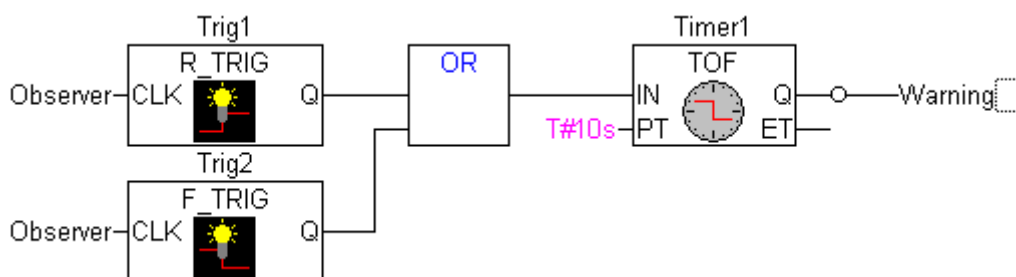 Trig1
R_TRIG
Observer CLK Q
OR
Timer1
TOF
IN Q Warning
T#10s PT ET
Trig2
F_TRIG
Observer CLK Q